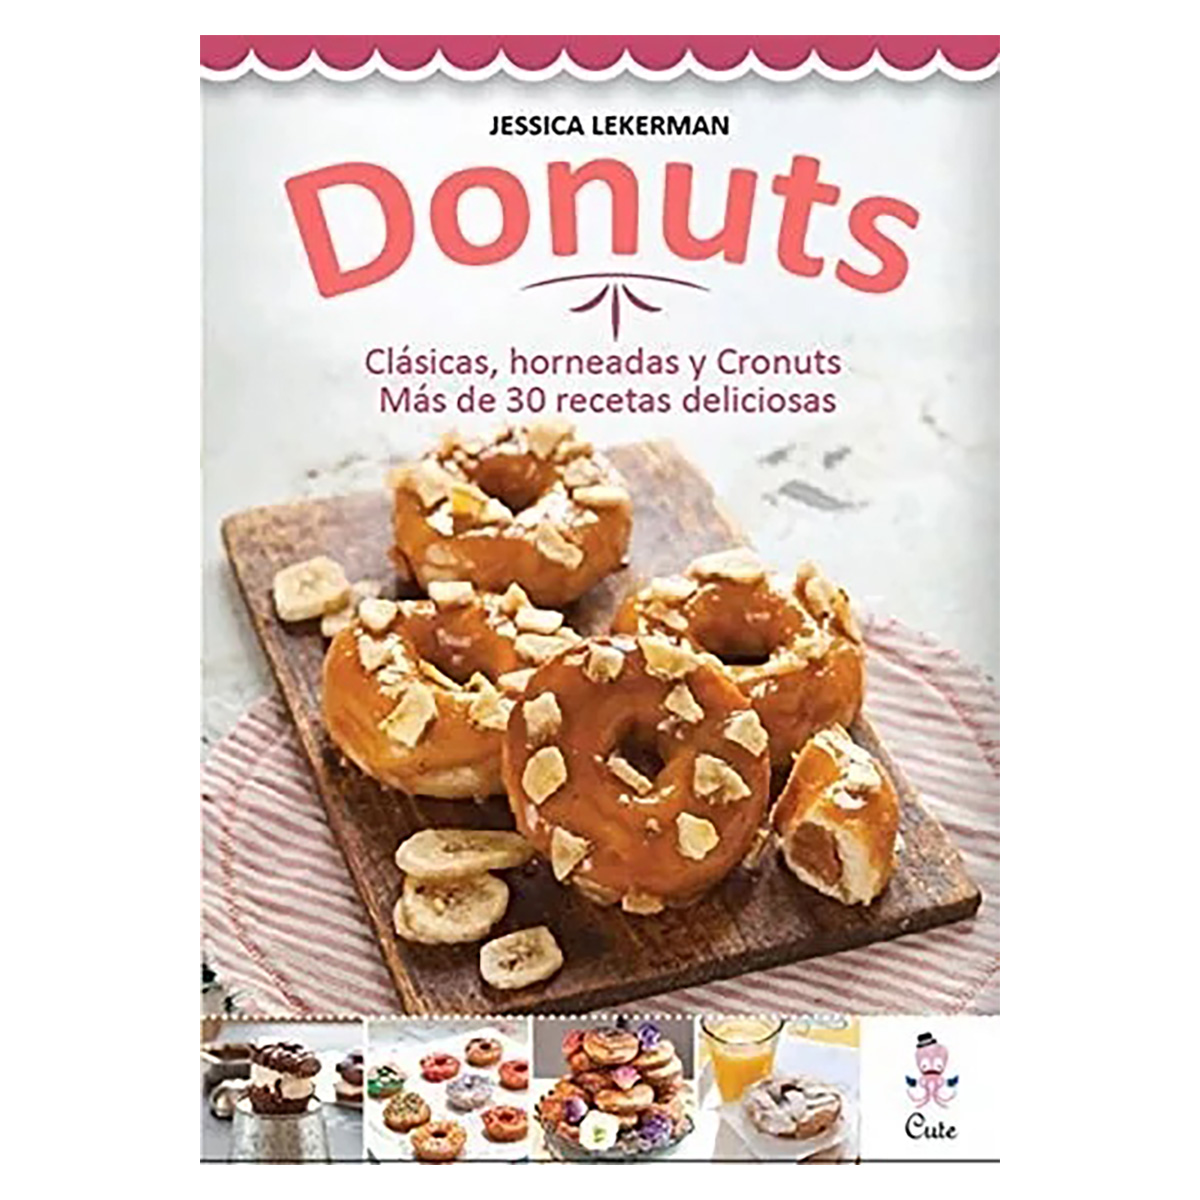 JESSICA LEKERMAN
Donuts
Clásicas, horneadas y Cronuts
Más de 30 recetas deliciosas
Cute